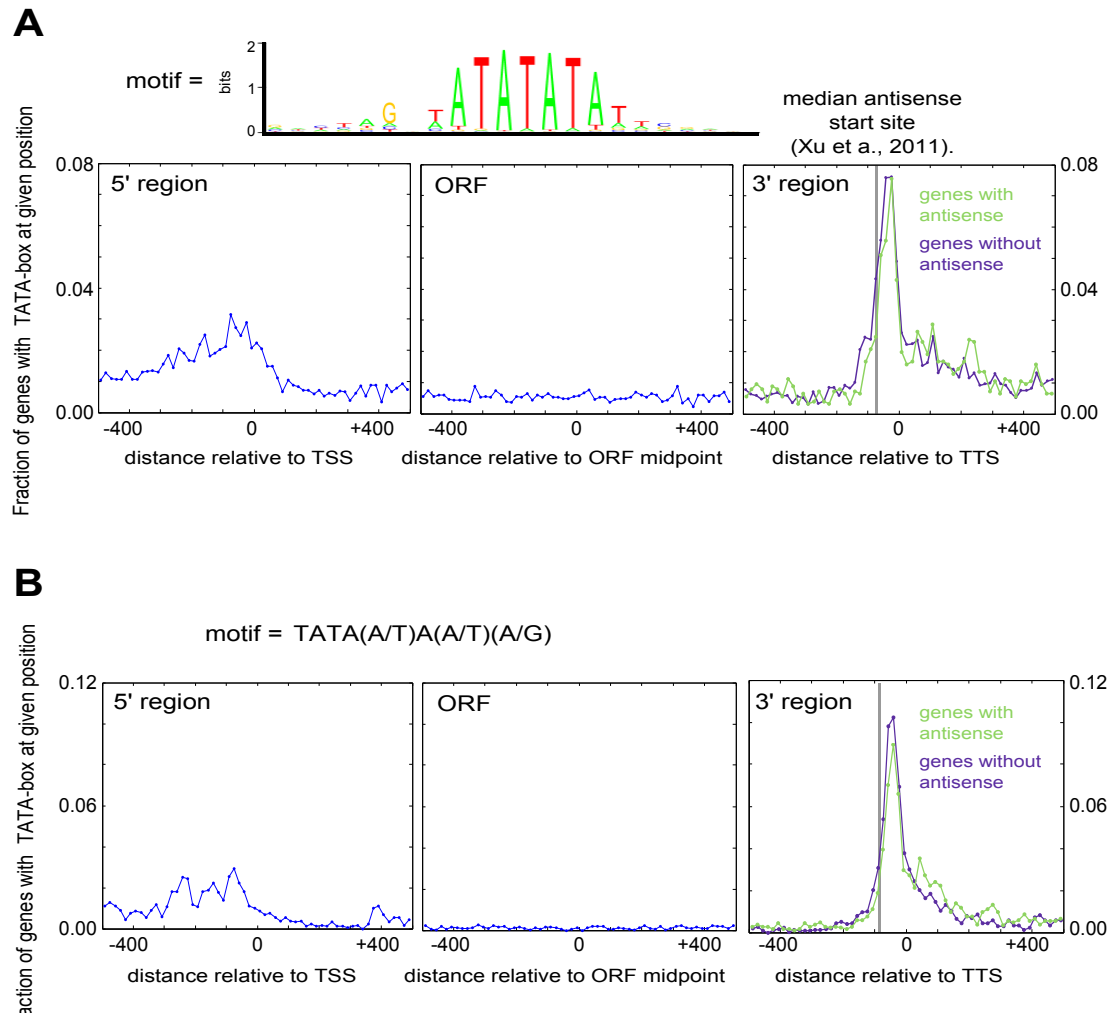 A
motif =
bits
2
1
0
G
A
T A T A T A T A T
median antisense
start site
(Xu et a., 2011).
Fraction of genes with TATA-box at given position
0.08
0.04
0.00
5' region
-400 0 +400
distance relative to TSS
ORF
-400 0 +400
distance relative to ORF midpoint
3' region
genes with
antisense
genes without
antisense
0.08
0.04
0.00
-400 0 +400
distance relative to TTS
B
motif = TATA(A/T)A(A/T)(A/G)
action of genes with TATA-box at given position
0.12
0.06
0.00
5' region
-400 0 +400
distance relative to TSS
ORF
-400 0 +400
distance relative to ORF midpoint
3' region
genes with
antisense
genes without
antisense
0.12
0.06
0.00
-400 0 +400
distance relative to TTS